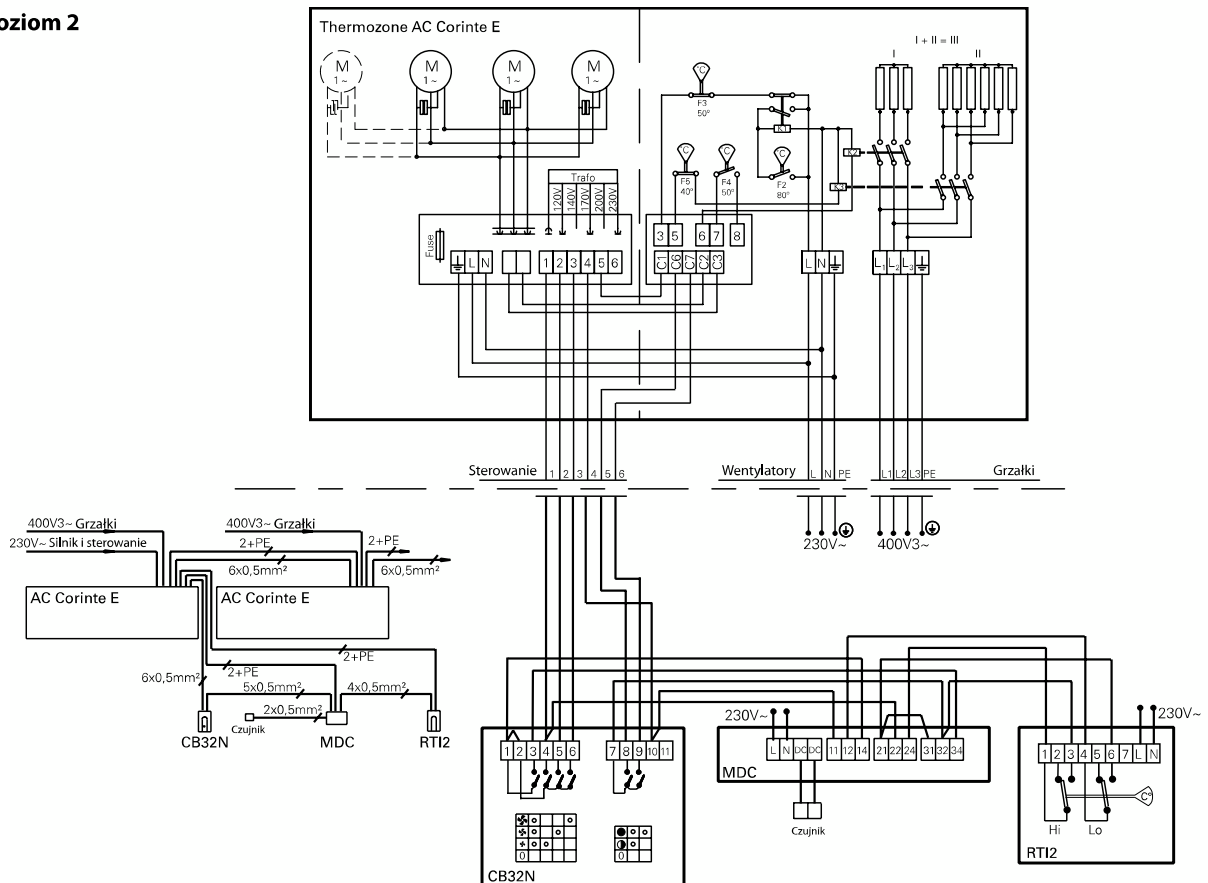 oziom 2
Thermozone AC Corinte E
I + II = III
I
II
M
1~
M
1~
M
1~
M
1~
°C
F3
50°
K1
C
F5
40°
C
F4
50°
C
F2
80°
K2
K3
Trafo
120V
140V
170V
200V
230V
Fuse
L N
1 2 3 4 5 6
3 5
6 7
8
C1 C6 C7 C2 C3
L N
L1 L2 L3
Sterowanie
1 2 3 4 5 6
Wentylatory
L N PE
L1 L2 L3 PE
Grzałki
230V~
400V3~
400V3~ Grzałki
400V3~ Grzałki
230V~ Silnik i sterowanie
2+PE
2+PE
6x0,5mm²
6x0,5mm²
AC Corinte E
AC Corinte E
2+PE
2+PE
6x0,5mm²
5x0,5mm²
4x0,5mm²
2x0,5mm²
Czujnik
CB32N
MDC
RTI2
1 2 3 4 5 6
7 8 9 10 11
0
0
CB32N
230V~
L N DC DC
11 12 14
21 22 24
31 32 34
MDC
Czujnik
230V~
1 2 3 4 5 6 7 L N
C°
Hi
Lo
RTI2